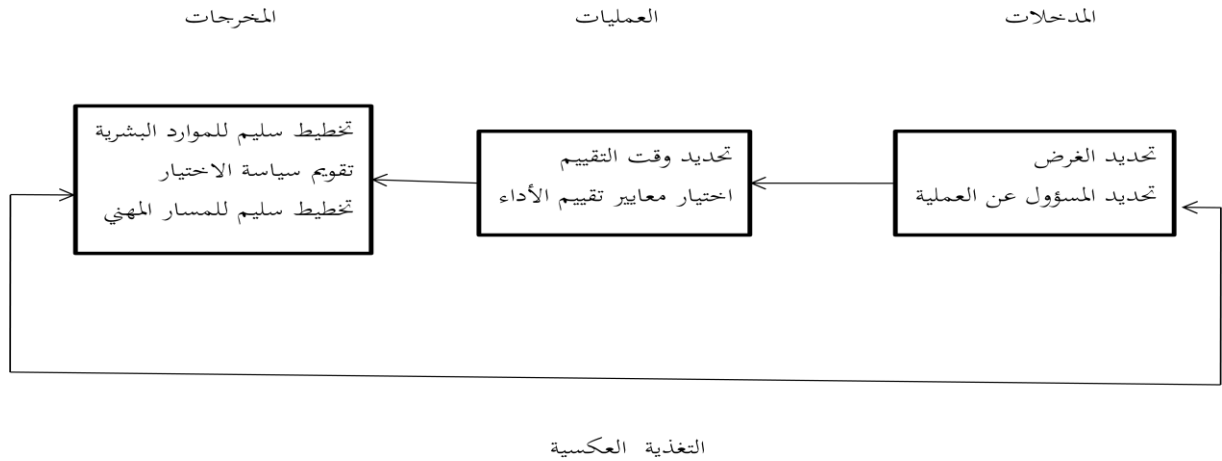 المدخلات
العمليات
المخرجات
تحديد الغرض
تحديد المسؤول عن العملية
تحديد وقت التقييم
اختيار معايير تقييم الأداء
تخطيط سليم للموارد البشرية
تقويم سياسة الاختيار
تخطيط سليم للمسار المهني
التغذية العكسية